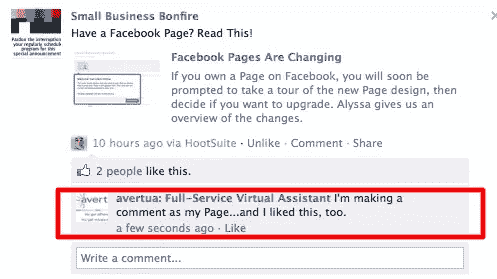 Pardon the interruption
your regularly schedule
program for this
special announcement
Small Business Bonfire
Have a Facebook Page? Read This!
Facebook Pages Are Changing
If you own a Page on Facebook, you will soon be
prompted to take a tour of the new Page design, then
decide if you want to upgrade. Alyssa gives us an
overview of the changes.
10 hours ago via HootSuite · Unlike · Comment · Share
2 people like this.
avert
avertua: Full-Service Virtual Assistant I'm making a
comment as my Page...and I liked this, too.
a few seconds ago · Like
Write a comment...